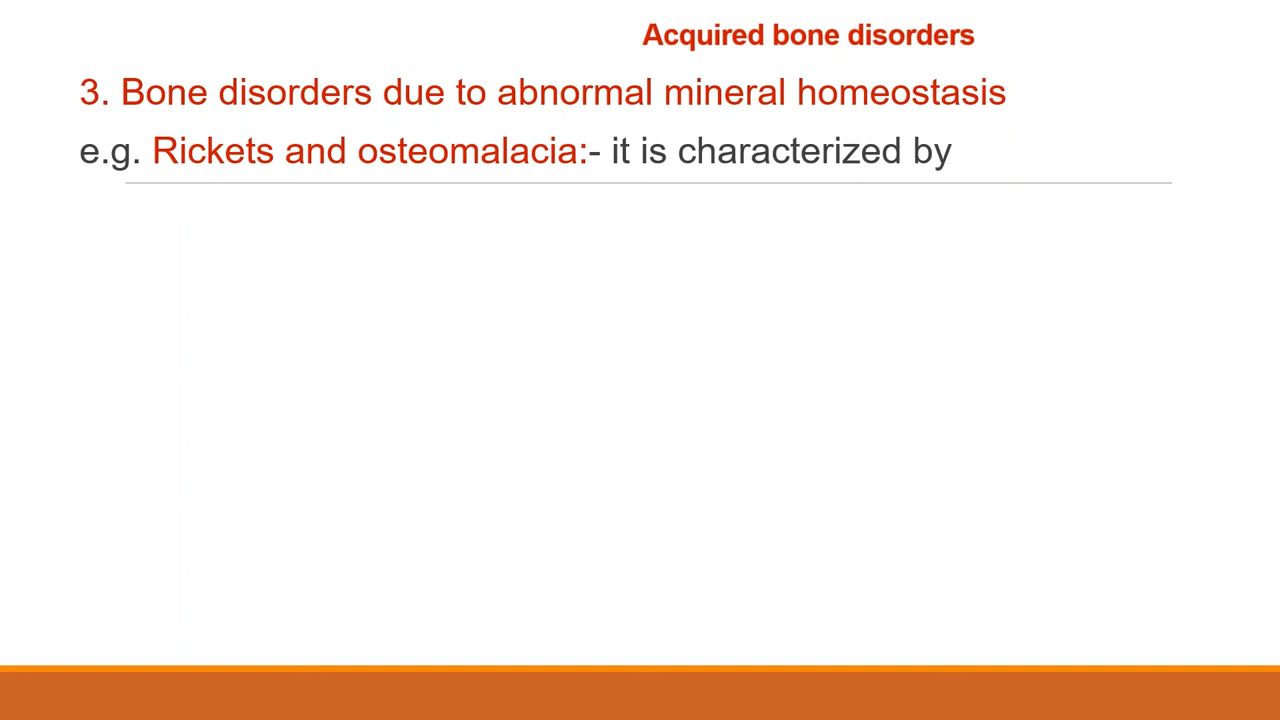 Acquired bone disorders
3. Bone disorders due to abnormal mineral homeostasis
e.g. Rickets and osteomalacia:- it is characterized by